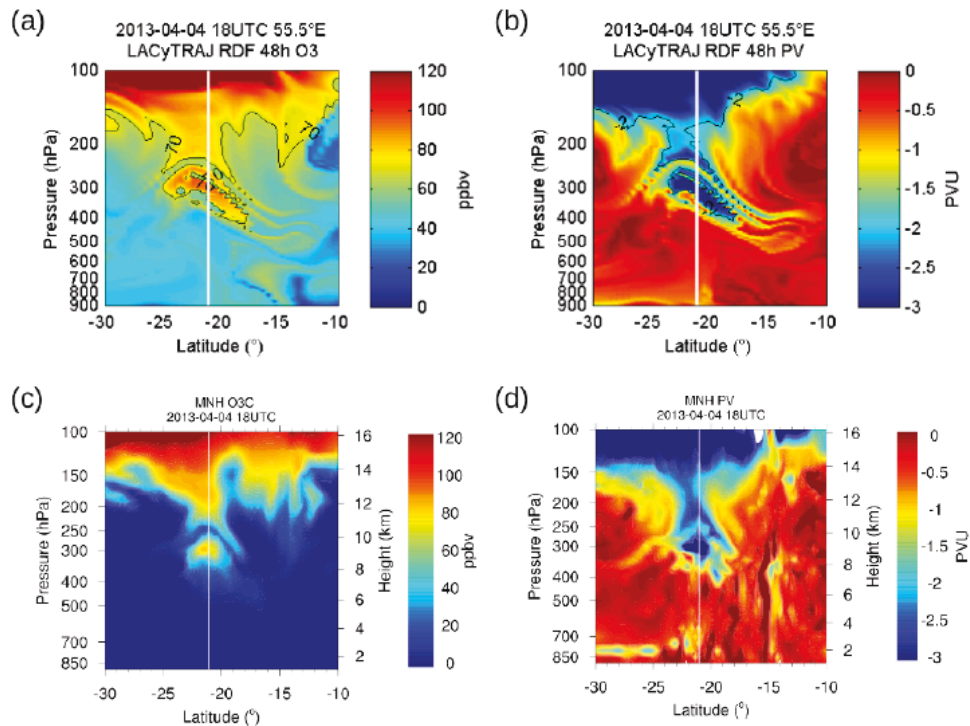 (a)
2013-04-04 18UTC 55.5°E
LACyTRAJ RDF 48h O3
100
200
300
400
500
600
700
800
900
Pressure (hPa)
-30 -25 -20 -15 -10
Latitude (°)
70
70
120
100
80
60
40
20
0
ppbv
(b)
2013-04-04 18UTC 55.5°E
LACyTRAJ RDF 48h PV
100
200
300
400
500
600
700
800
900
Pressure (hPa)
-30 -25 -20 -15 -10
Latitude (°)
-2
-2
0
-0.5
-1
-1.5
-2
-2.5
-3
PVU
(c)
MNH O3C
2013-04-04 18UTC
100
150
200
250
300
400
500
700
850
Pressure (hPa)
-30 -25 -20 -15 -10
Latitude (°)
16
14
12
10
8
6
4
2
Height (km)
120
100
80
60
40
20
0
ppbv
(d)
MNH PV
2013-04-04 18UTC
100
150
200
250
300
400
500
700
850
Pressure (hPa)
-30 -25 -20 -15 -10
Latitude (°)
16
14
12
10
8
6
4
2
Height (km)
0
-0.5
-1
-1.5
-2
-2.5
-3
PVU